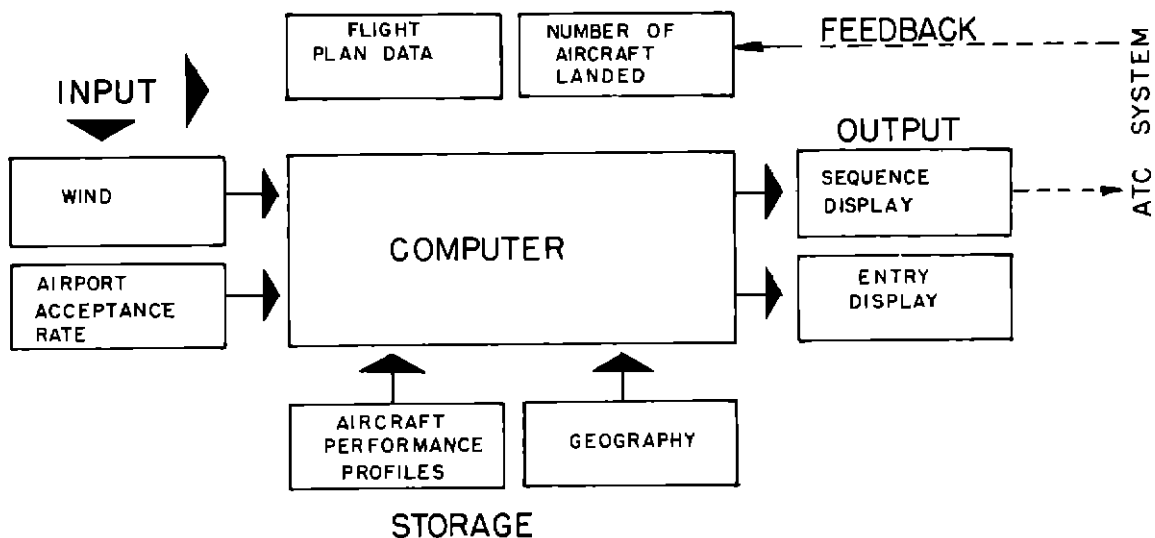 FLIGHT
PLAN DATA
NUMBER OF
AIRCRAFT
LANDED
FEEDBACK
ATC SYSTEM
INPUT
OUTPUT
WIND
COMPUTER
SEQUENCE
DISPLAY
AIRPORT
ACCEPTANCE
RATE
ENTRY
DISPLAY
AIRCRAFT
PERFORMANCE
PROFILES
GEOGRAPHY
STORAGE